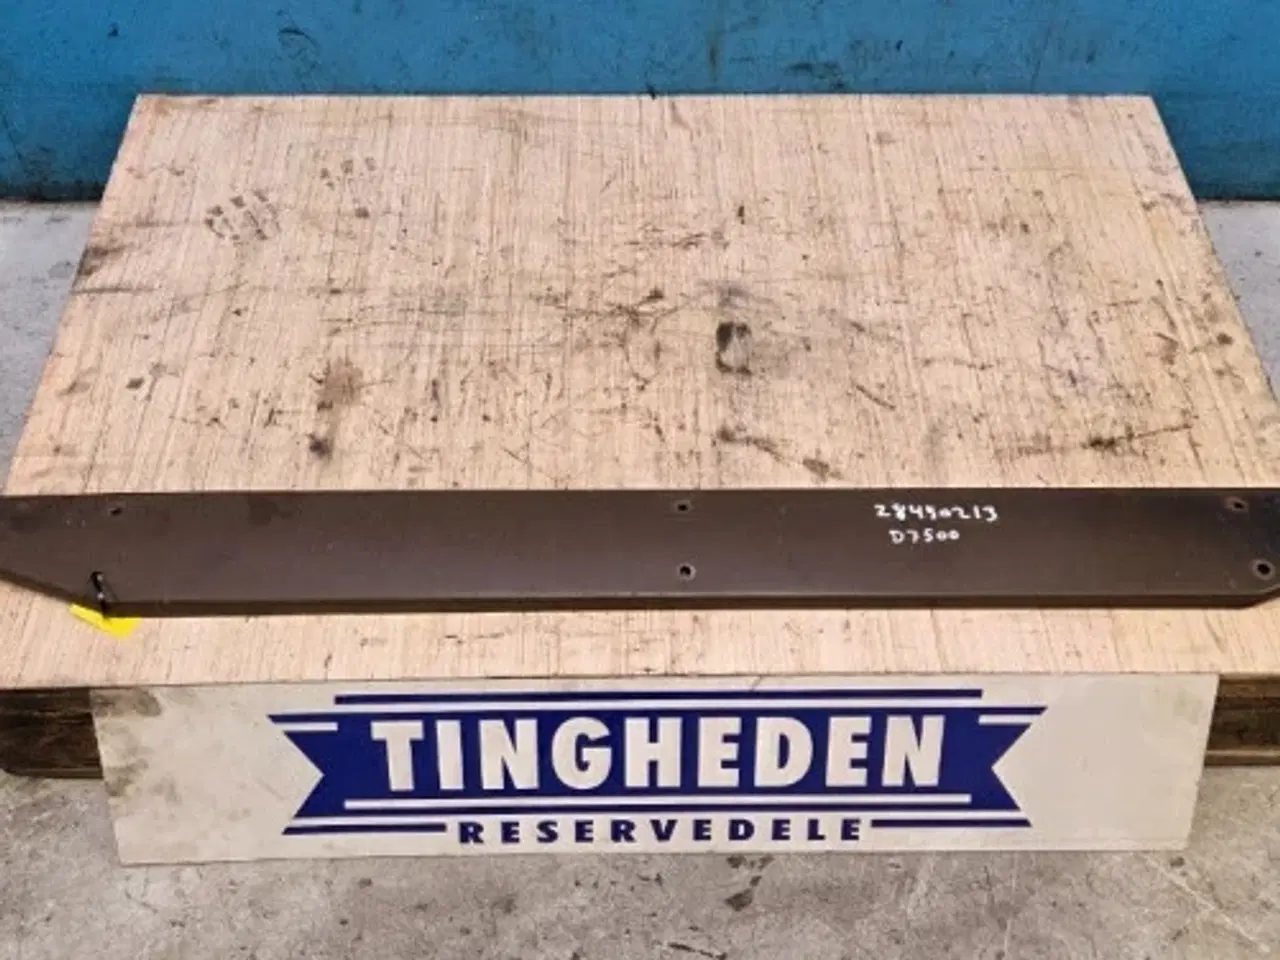 28490213
D7500
TINGHEDEN
RESERVEDELE